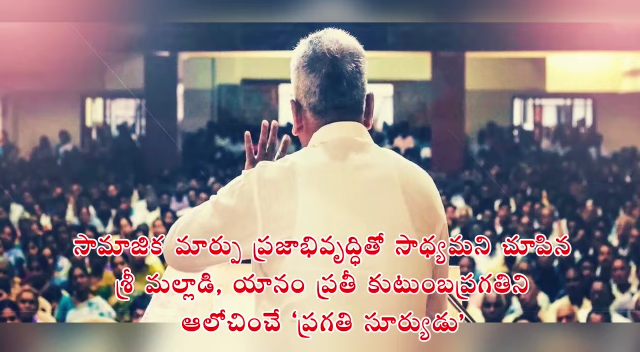 సామాజిక మార్పు ప్రజాభివృద్ధితో సాధ్యమని చూపిన
శ్రీ మల్లాడి, యానం ప్రతీ కుటుంబప్రగతిని
ఆలోచించే ‘ప్రగతి సూర్యుడు’